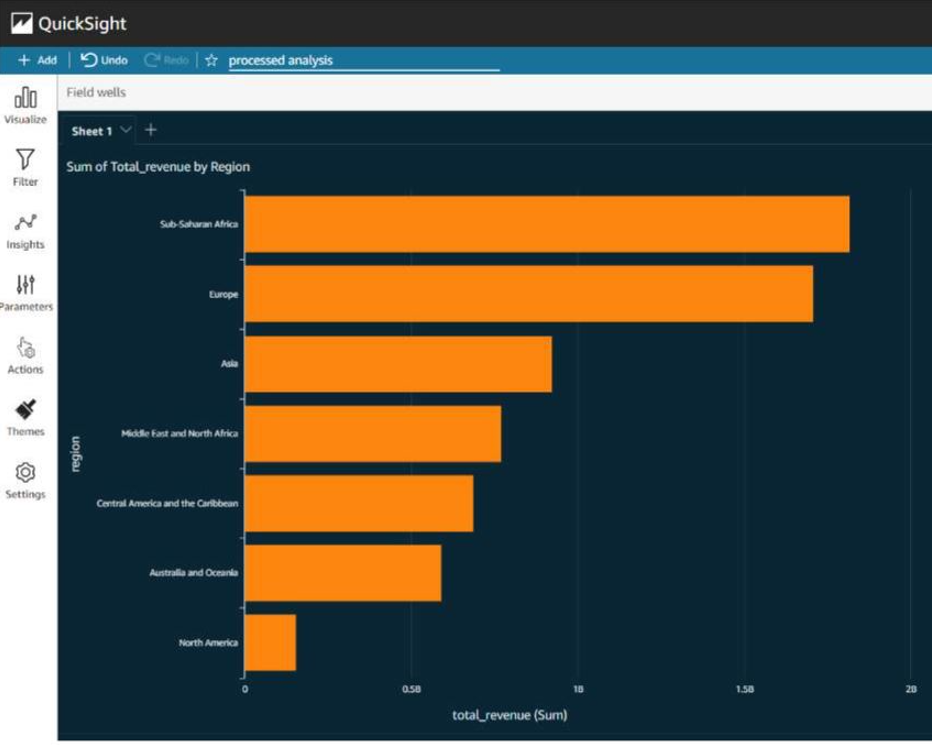 QuickSight
+ Add
Undo
Redo
processed analysis
Visualize
Filter
Insights
Parameters
Actions
Themes
Settings
Field wells
Sheet 1
+
Sum of Total_revenue by Region
region
Sub-Saharan Africa
Europe
Asia
Middle East and North Africa
Central America and the Caribbean
Australia and Oceania
North America
0
0.5B
1B
1.5B
2B
total_revenue (Sum)